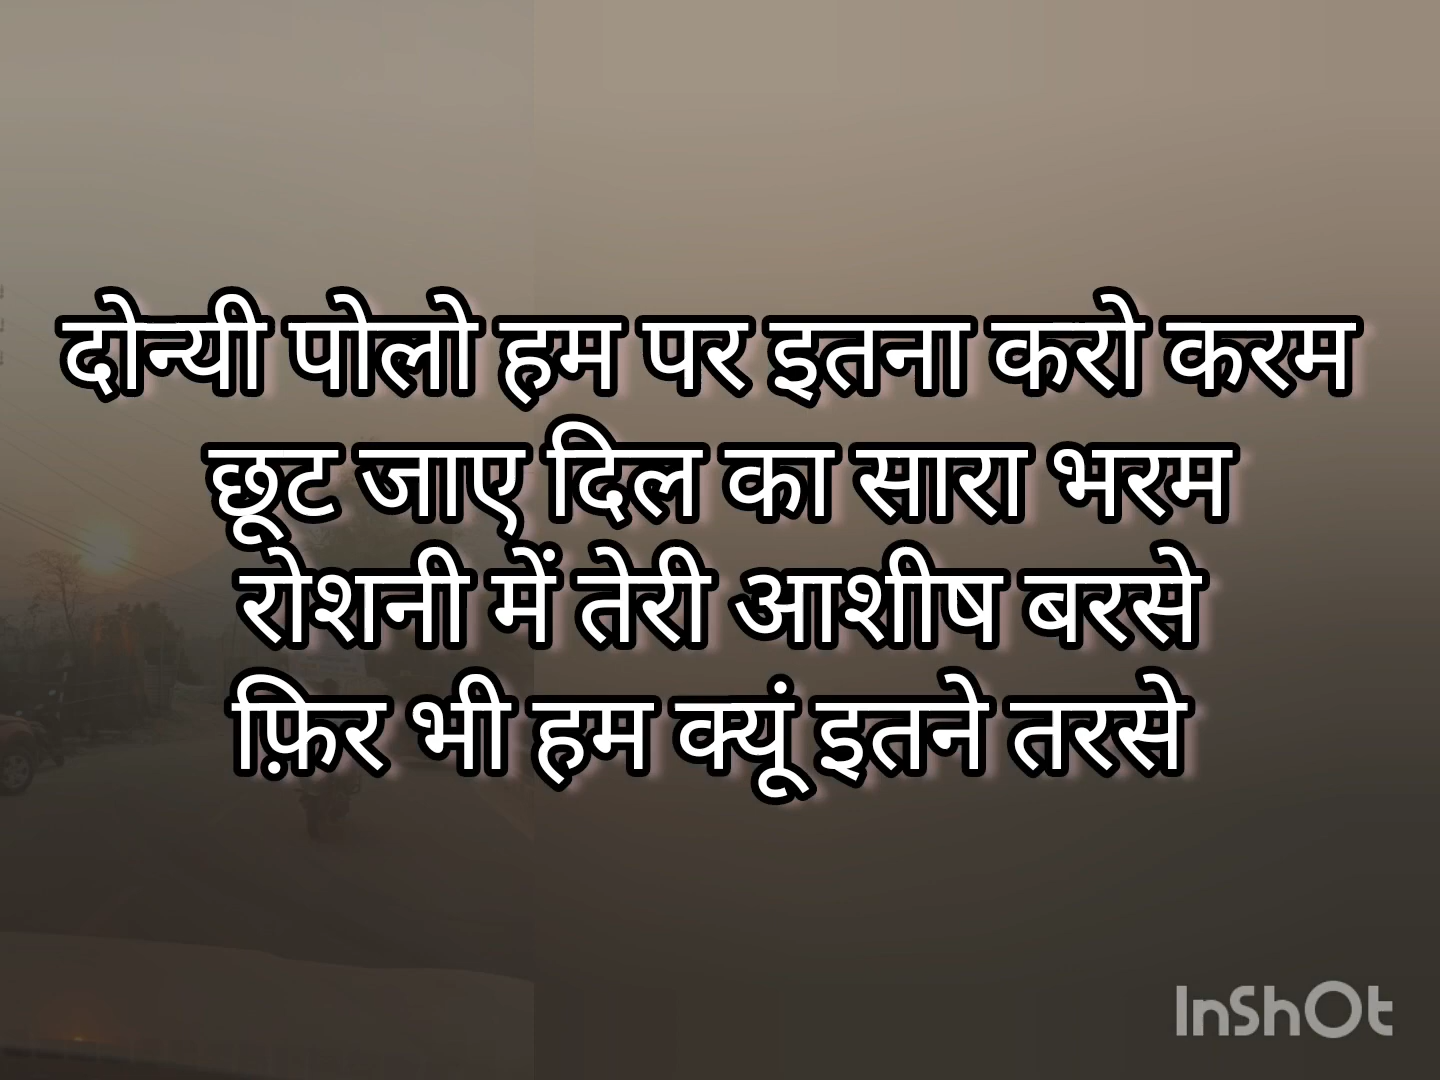 दोन्यी पोलो हम पर इतना करो करम
छूट जाए दिल का सारा भरम
रोशनी में तेरी आशीष बरसे
फ़िर भी हम क्यूं इतने तरसे
InShOt